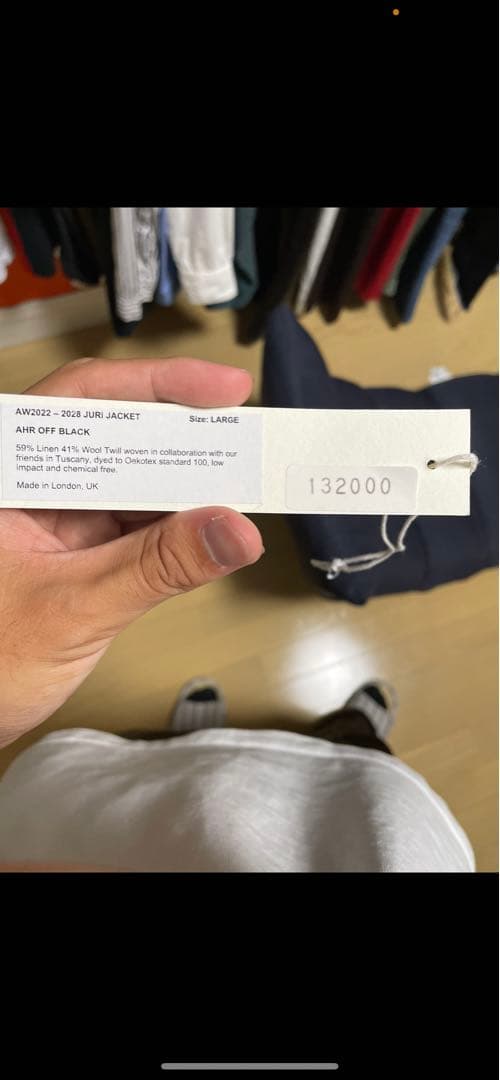 AW2022 – 2028 JURI JACKET Size: LARGE
AHR OFF BLACK
59% Linen 41% Wool Twill woven in collaboration with our
friends in Tuscany, dyed to Oekotex standard 100, low
impact and chemical free.
Made in London, UK
132000